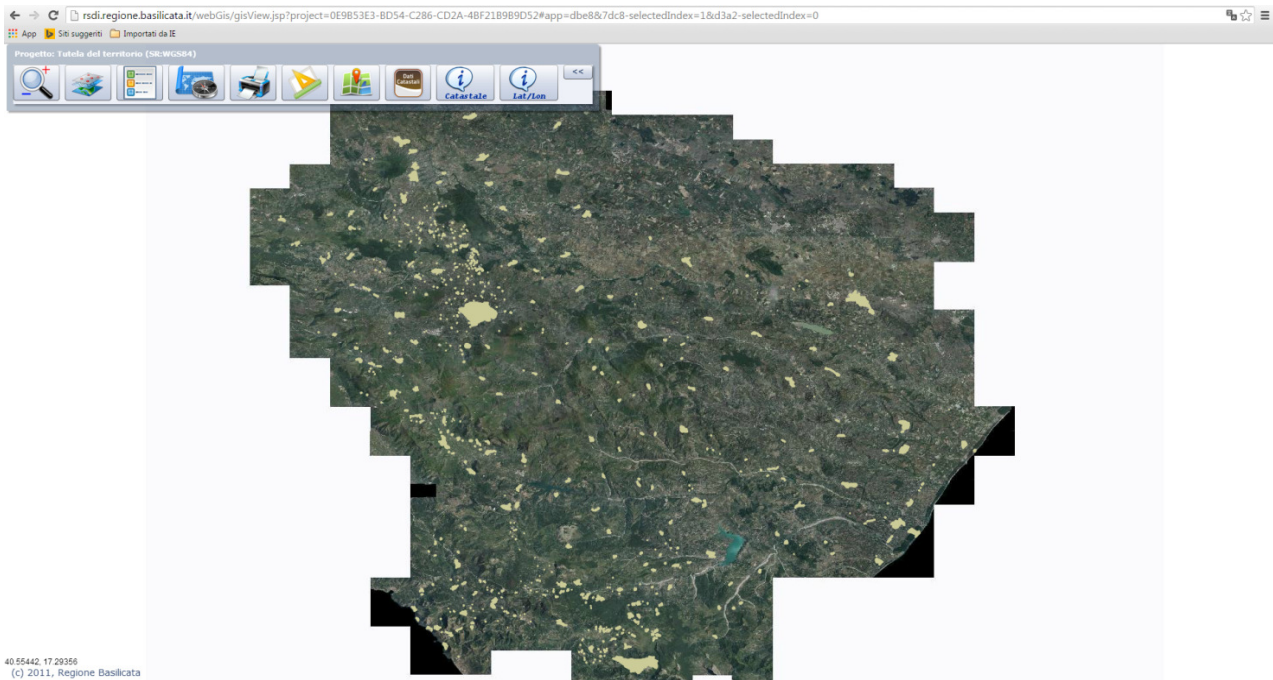 rsdi.regione.basilicata.it/webGis/gisView.jsp?project=0E9B53E3-BD54-C286-CD2A-4BF21B9B9D52#app=dbe8&7dc8-selectedIndex=1&d3a2-selectedIndex=0
App Siti suggeriti Importati da IE
Progetto: Tutela del territorio (SR:WGS84)
Dati
Catastali
Catastale
Lat/Lon
<<
40.55442, 17.29356
(c) 2011, Regione Basilicata